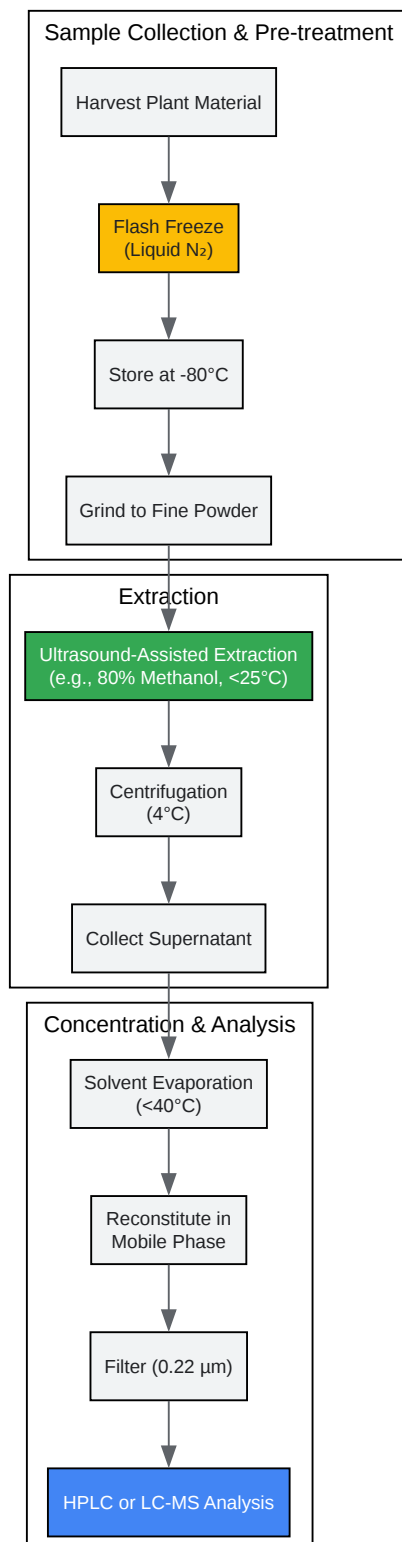 Sample Collection & Pre-treatment
Harvest Plant Material
Flash Freeze
(Liquid N₂)
Store at -80°C
Grind to Fine Powder
Extraction
Ultrasound-Assisted Extraction
(e.g., 80% Methanol, <25°C)
Centrifugation
(4°C)
Collect Supernatant
Concentration & Analysis
Solvent Evaporation
(<40°C)
Reconstitute in
Mobile Phase
Filter (0.22 µm)
HPLC or LC-MS Analysis